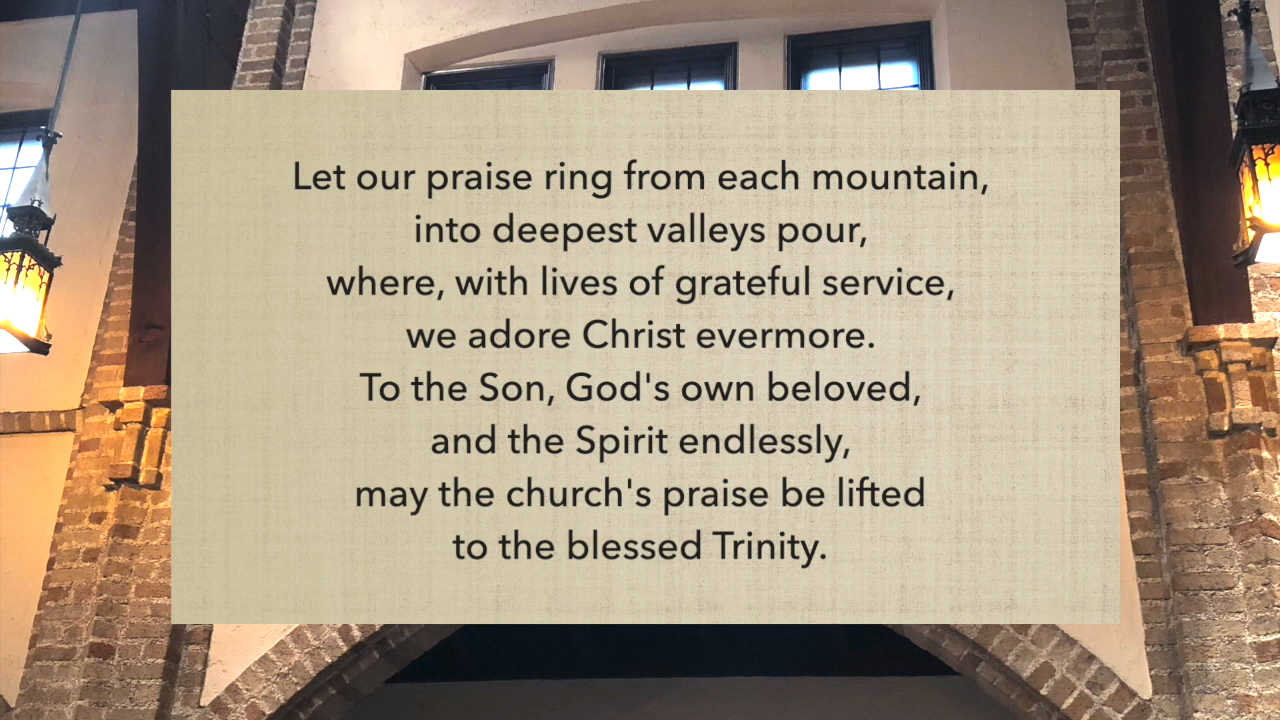 Let our praise ring from each mountain,
into deepest valleys pour,
where, with lives of grateful service,
we adore Christ evermore.
To the Son, God's own beloved,
and the Spirit endlessly,
may the church's praise be lifted
to the blessed Trinity.